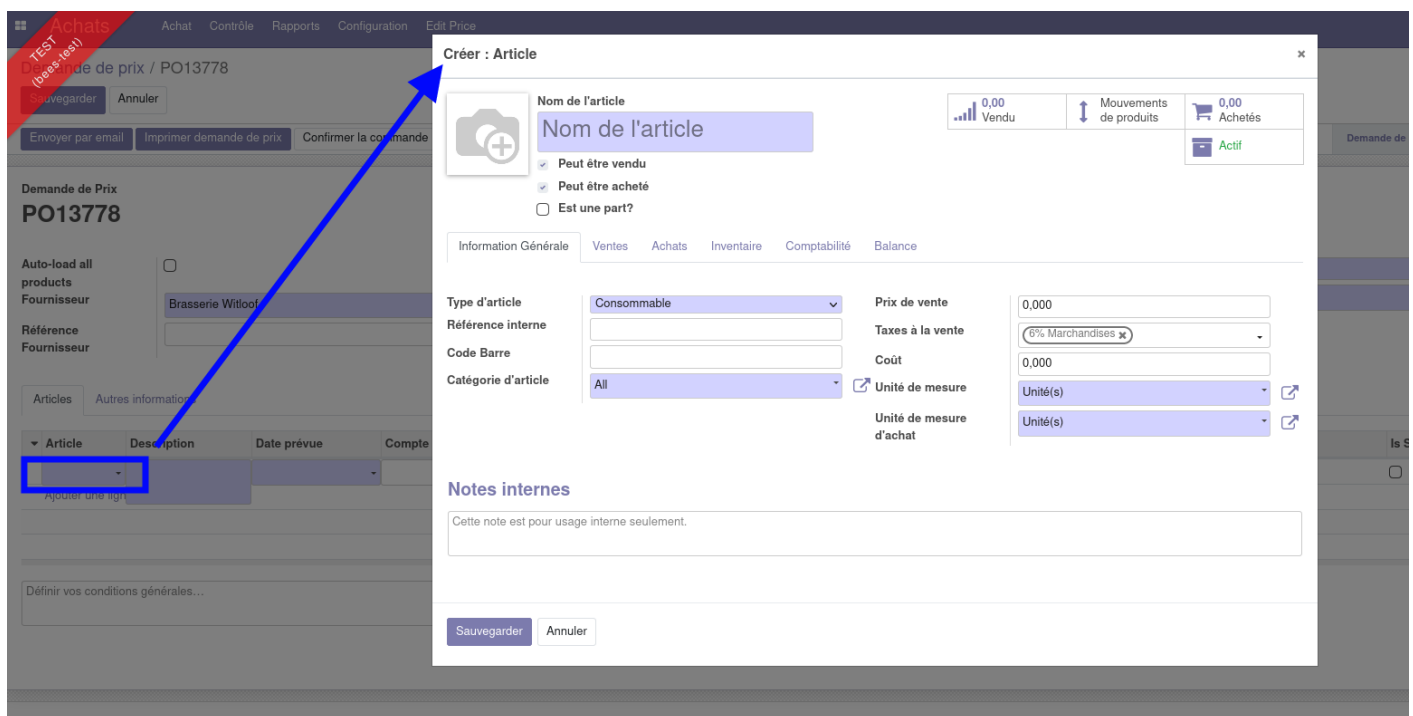 Achats Achat Contrôle Rapports Configuration Edit Price
TEST
(bees-test)
Demande de prix / PO13778
Sauvegarder Annuler
Envoyer par email Imprimer demande de prix Confirmer la commande Demande de
Demande de Prix
PO13778
Auto-load all
products
Fournisseur Brasserie Witloof
Référence
Fournisseur
Articles Autres informations
Article Description Date prévue Compte Is S
Ajouter une lign
Définir vos conditions générales...
Créer : Article ×
Nom de l'article
Nom de l'article
Peut être vendu
Peut être acheté
Est une part?
0,00
Vendu
Mouvements
de produits
0,00
Achetés
Actif
Information Générale Ventes Achats Inventaire Comptabilité Balance
Type d'article Consommable
Référence interne
Code Barre
Catégorie d'article All
Prix de vente 0,000
Taxes à la vente 6% Marchandises ×
Coût 0,000
Unité de mesure Unité(s)
Unité de mesure
d'achat Unité(s)
Notes internes
Cette note est pour usage interne seulement.
Sauvegarder Annuler